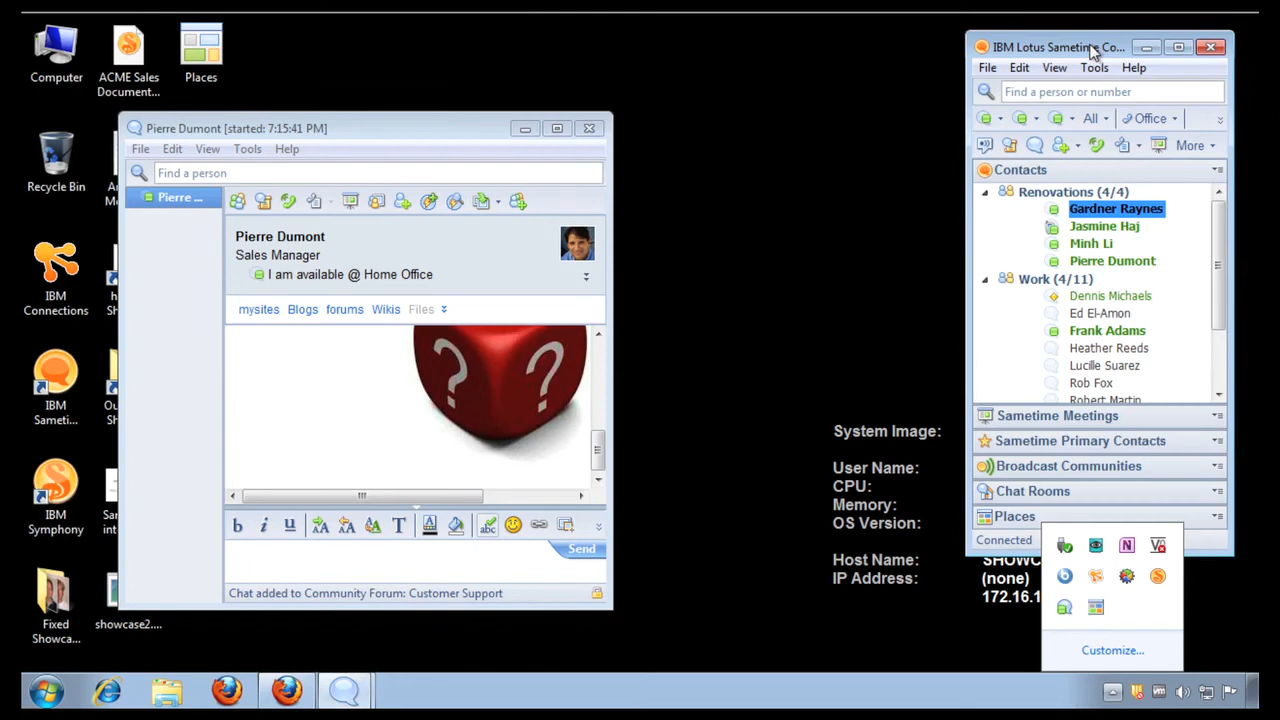 Computer
ACME Sales
Document...
Places
Recycle Bin
IBM
Connections
IBM
Sameti...
IBM
Symphony
Fixed
Showca...
showcase2....
Pierre Dumont [started: 7:15:41 PM]
File Edit View Tools Help
Find a person
Pierre ...
Pierre Dumont
Sales Manager
I am available @ Home Office
mysites Blogs forums Wikis Files
? ?
b i u T A abc
Send
Chat added to Community Forum: Customer Support
System Image:
User Name:
CPU:
Memory:
OS Version:
Host Name:
IP Address:
(none)
172.16.1
IBM Lotus Sametime Co...
File Edit View Tools Help
Find a person or number
All Office
More
Contacts
Renovations (4/4)
Gardner Raynes
Jasmine Haj
Minh Li
Pierre Dumont
Work (4/11)
Dennis Michaels
Ed El-Amon
Frank Adams
Heather Reeds
Lucille Suarez
Rob Fox
Robert Martin
Sametime Meetings
Sametime Primary Contacts
Broadcast Communities
Chat Rooms
Places
Connected
Customize...